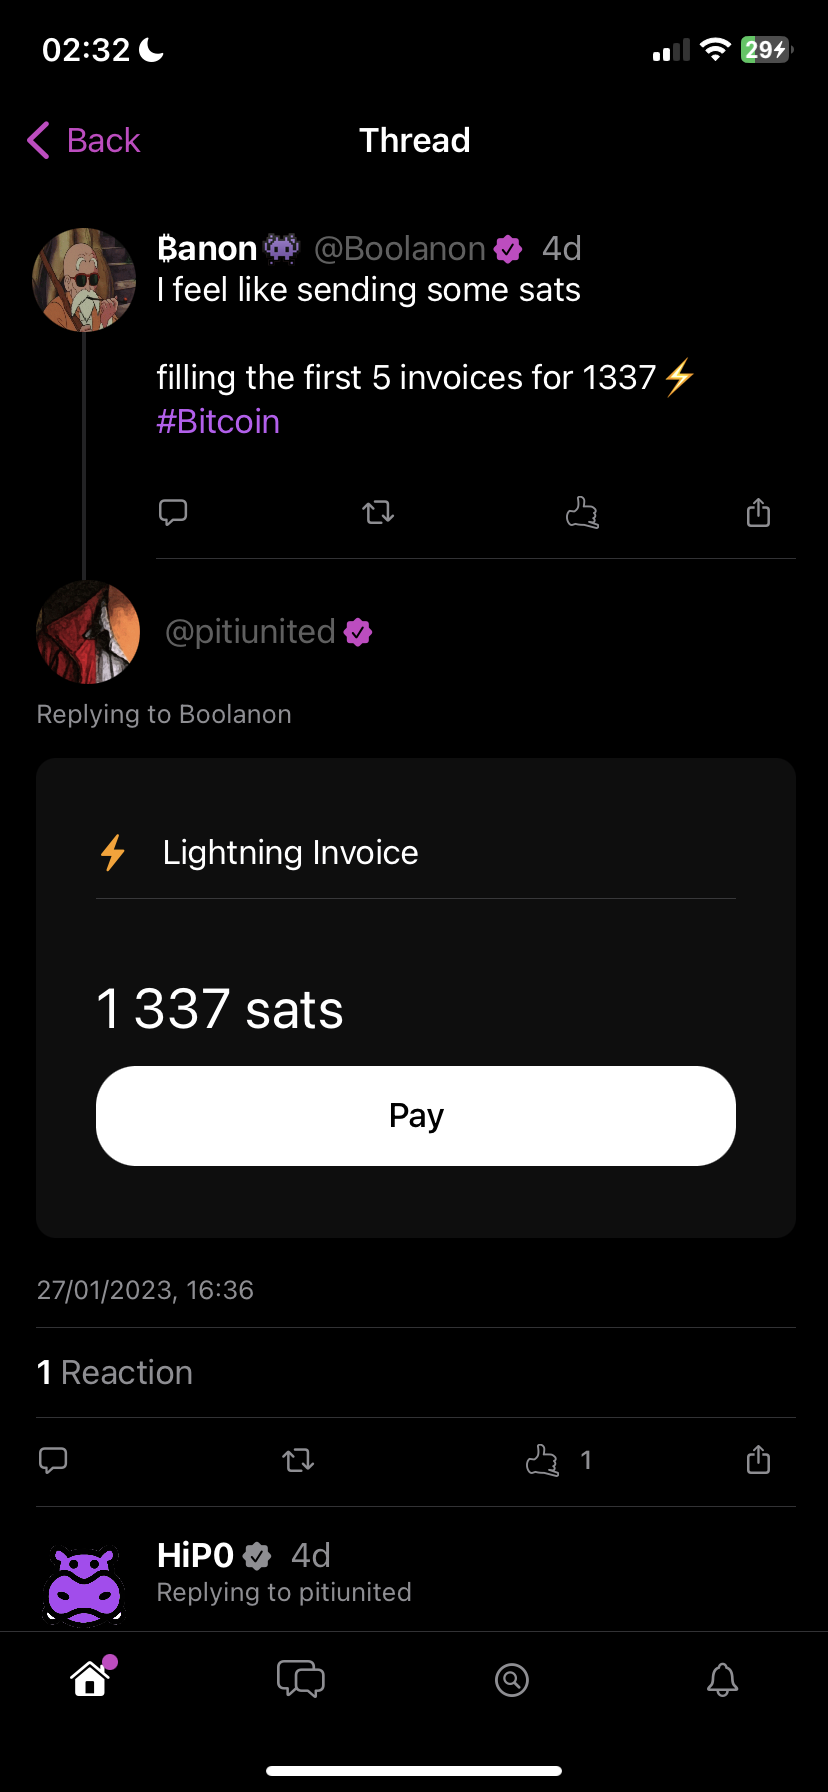 02:32
29
Back
Thread
₿anon👾 @Boolanon 4d
I feel like sending some sats
filling the first 5 invoices for 1337⚡
#Bitcoin
@pitiunited
Replying to Boolanon
Lightning Invoice
1 337 sats
Pay
27/01/2023, 16:36
1 Reaction
1
HiP0 4d
Replying to pitiunited